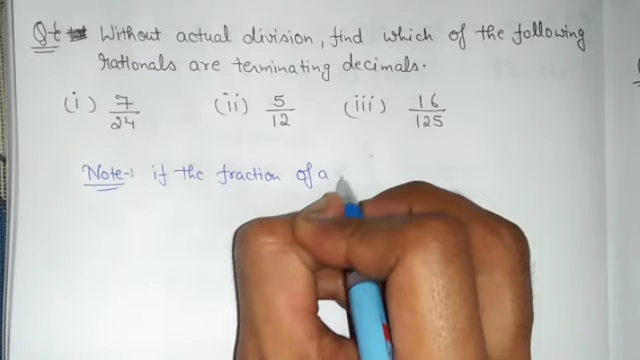 Q1 Without actual division, find which of the following
rationals are terminating decimals.
(i) 7/24 (ii) 5/12 (iii) 16/125
Note-: if the fraction of a